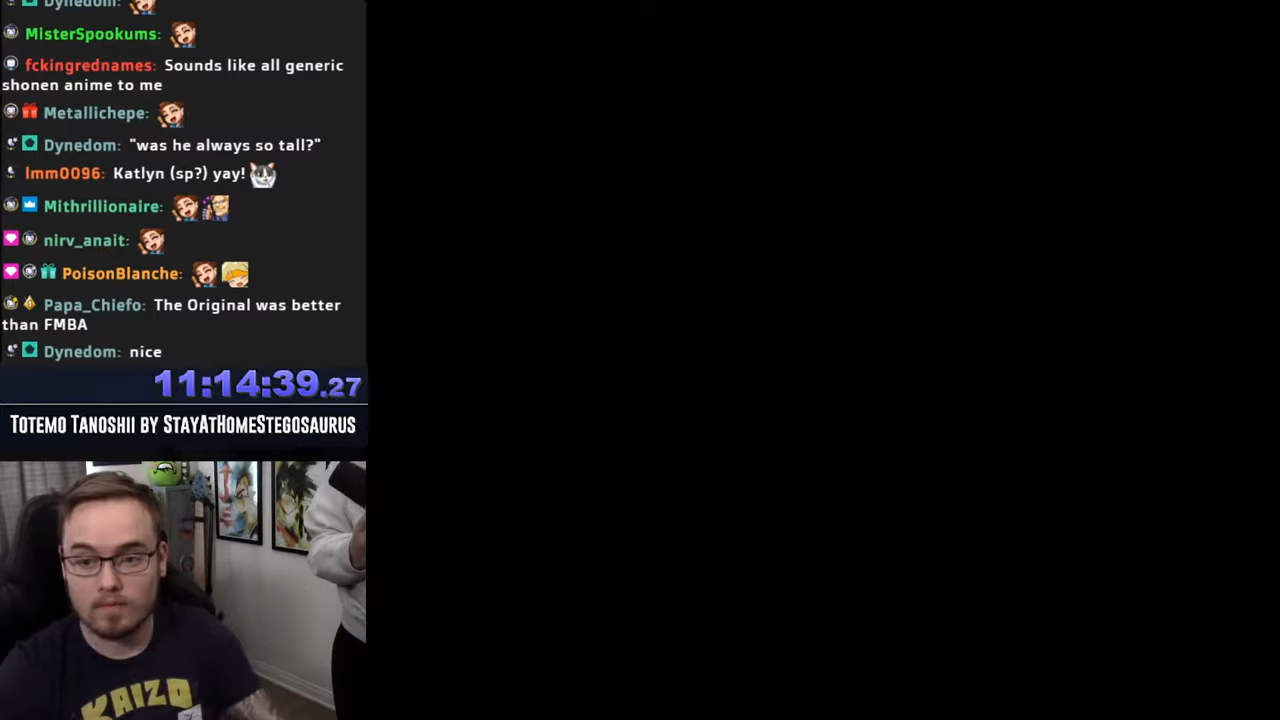 Dynedom:
MisterSpookums:
fckingrednames: Sounds like all generic
shonen anime to me
Metallichepe:
Dynedom: "was he always so tall?"
lmm0096: Katlyn (sp?) yay!
Mithrillionaire:
nirv_anait:
PoisonBlanche:
Papa_Chiefo: The Original was better
than FMBA
Dynedom: nice
11:14:39.27
Totemo Tanoshii by StayAtHomeStegosaurus
KAIZO